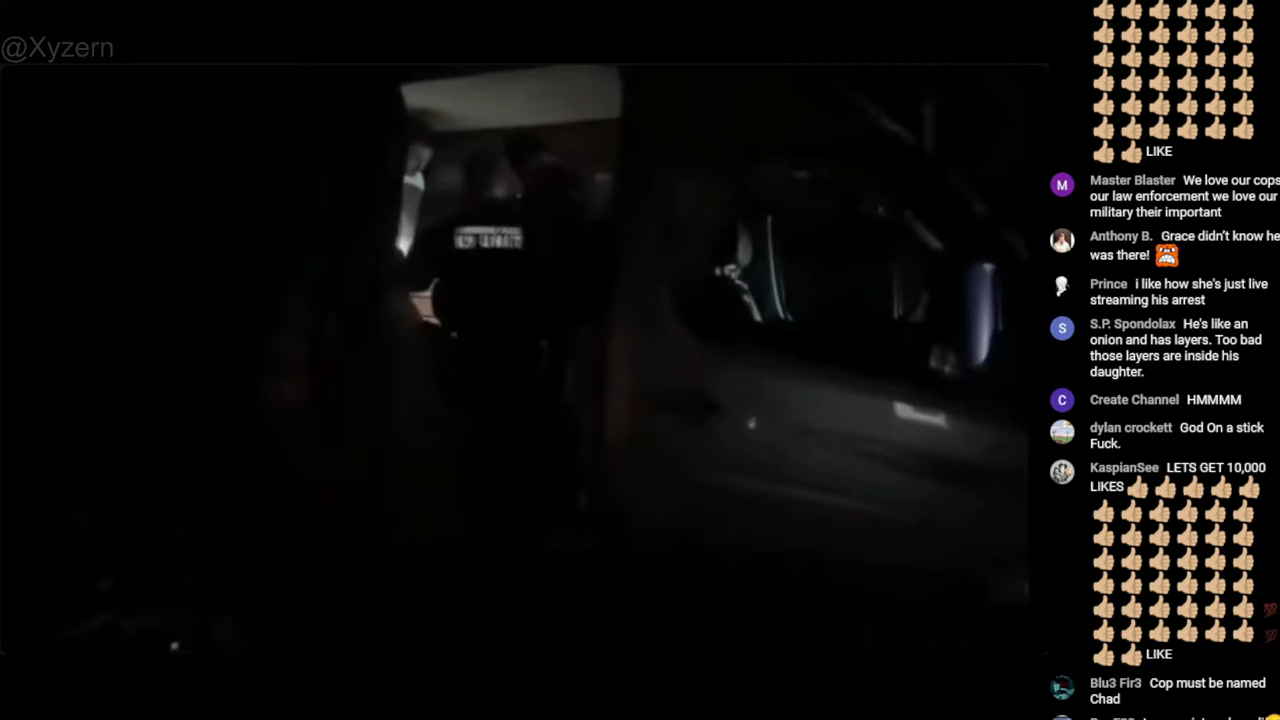 @Xyzern
LIKE
Master Blaster We love our cops
our law enforcement we love our
military their important
Anthony B. Grace didn't know he
was there!
Prince i like how she's just live
streaming his arrest
S.P. Spondolax He's like an
onion and has layers. Too bad
those layers are inside his
daughter.
Create Channel HMMMM
dylan crockett God On a stick
Fuck.
KaspianSee LETS GET 10,000
LIKES
LIKE
Blu3 Fir3 Cop must be named
Chad